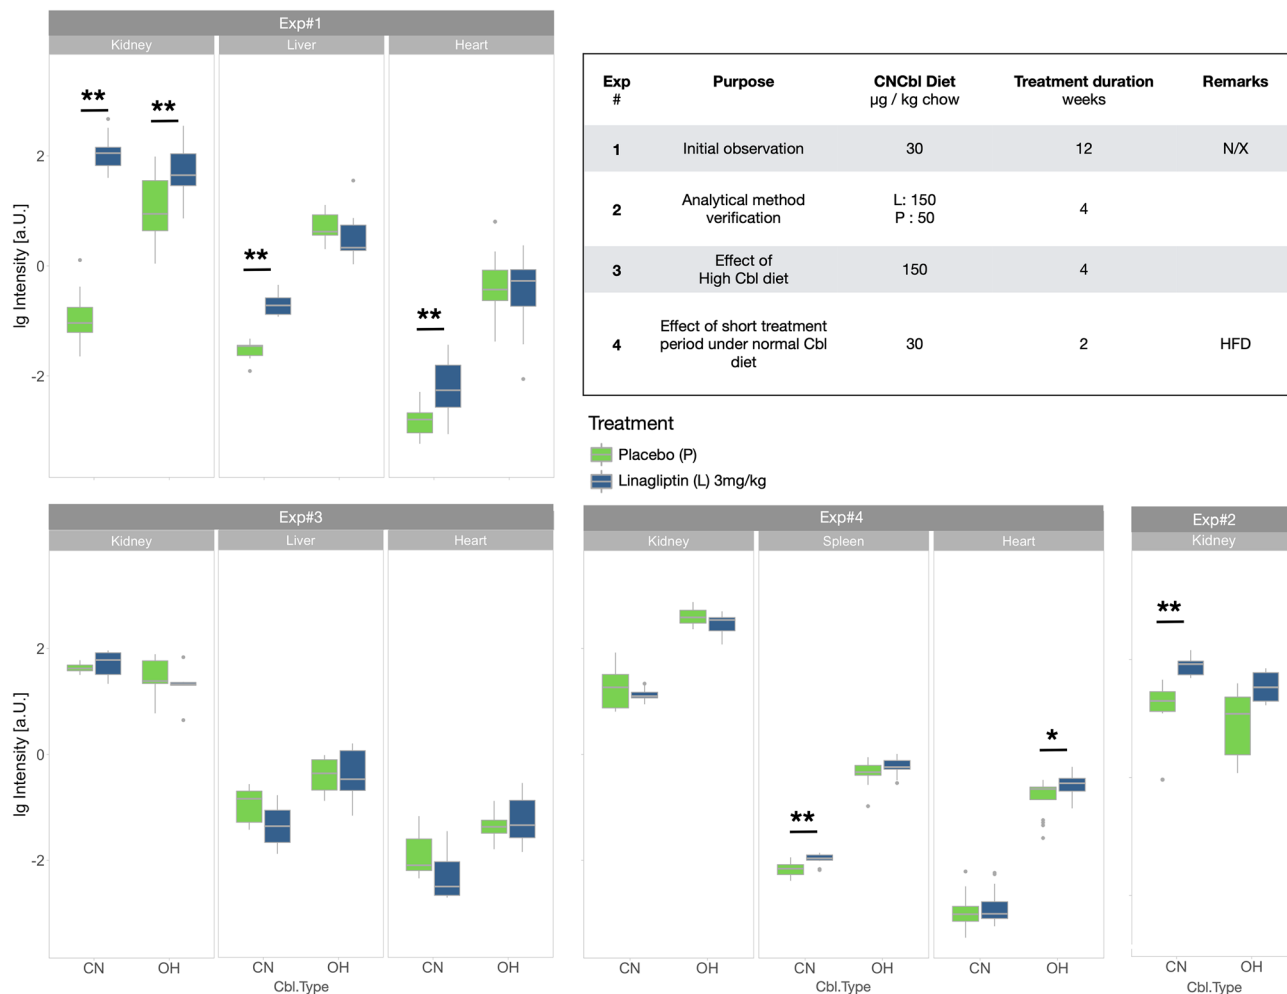 Exp#1
Kidney Liver Heart
** ** ** **
lg Intensity [a.U.]
2
0
-2
Exp Purpose CNCbl Diet Treatment duration Remarks
# µg / kg chow weeks
1 Initial observation 30 12 N/X
2 Analytical method verification L: 150 P : 50 4
3 Effect of High Cbl diet 150 4
4 Effect of short treatment period under normal Cbl diet 30 2 HFD
Treatment
Placebo (P)
Linagliptin (L) 3mg/kg
Exp#3
Kidney Liver Heart
lg Intensity [a.U.]
2
0
-2
CN OH CN OH CN OH
Cbl.Type
Exp#4
Kidney Spleen Heart
** *
CN OH CN OH CN OH
Exp#2
Kidney
**
CN OH
Cbl.Type